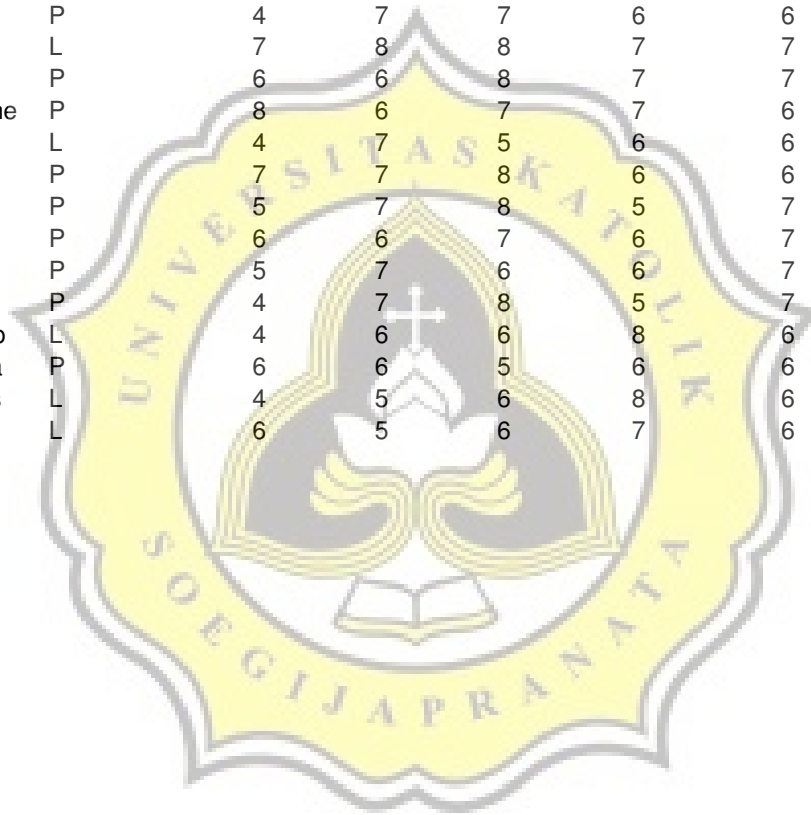 P 4 7 7 6 6
L 7 8 8 7 7
P 6 6 8 7 7
ne P 8 6 7 7 6
L 4 7 5 6 6
P 7 7 8 6 6
P 5 7 8 5 7
P 6 6 7 6 7
P 5 7 6 6 7
P 4 7 8 5 7
o L 4 6 6 8 6
a P 6 6 5 6 6
s L 4 5 6 8 6
L 6 5 6 7 6
UNIVERSITAS KATOLIK
SOEGIJAPRANATA